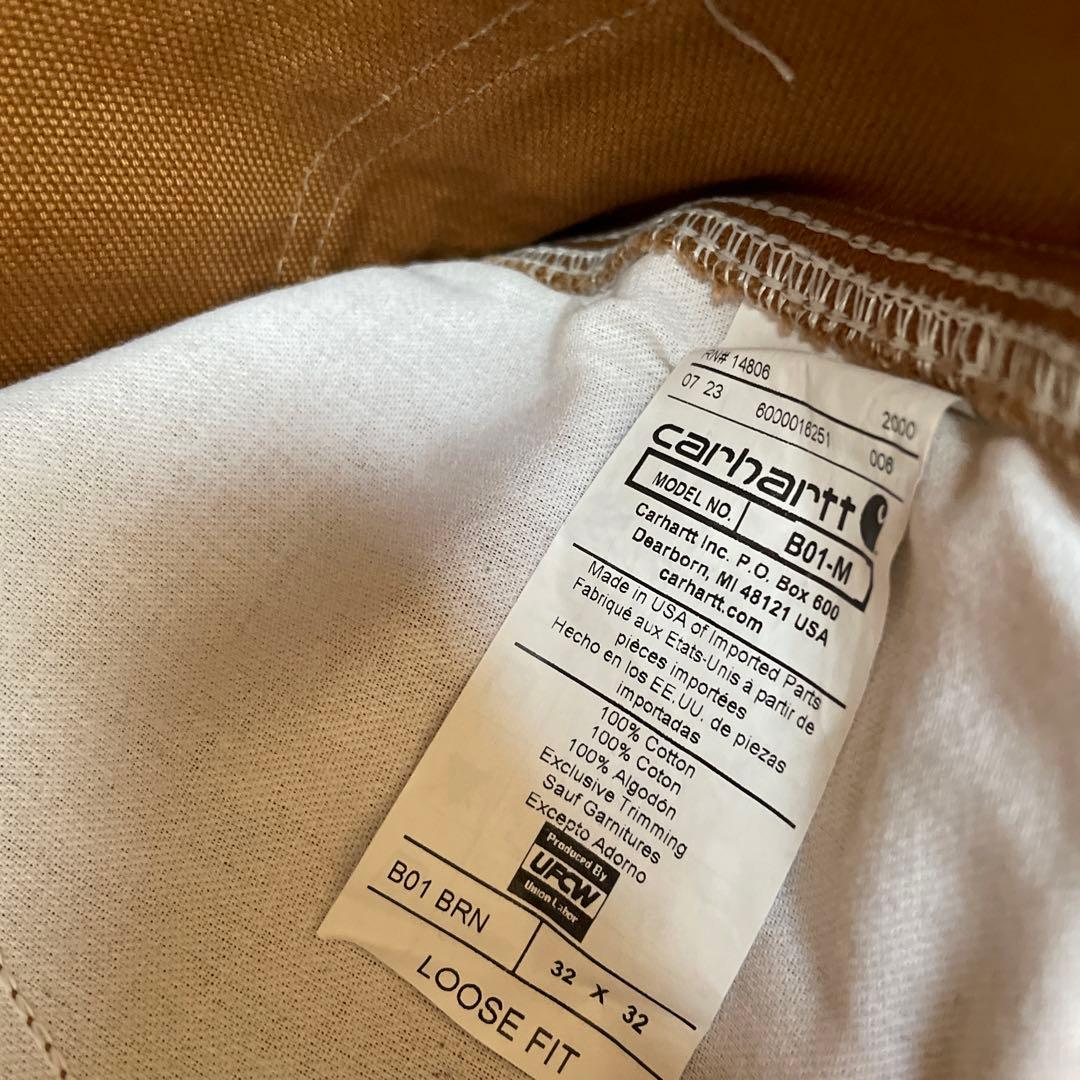 RN# 14806
07 23 6000016251 2000
006
carhartt
MODEL NO. B01-M
Carhartt Inc. P.O. Box 600
Dearborn, MI 48121 USA
carhartt.com
Made in USA of Imported Parts
Fabriqué aux Etats-Unis à partir de
pièces importées
Hecho en los EE.UU. de piezas
importadas
100% Cotton
100% Coton
100% Algodón
Exclusive Trimming
Sauf Garnitures
Excepto Adorno
Produced By
UFCW
Union Labor
B01 BRN 32 X 32
LOOSE FIT